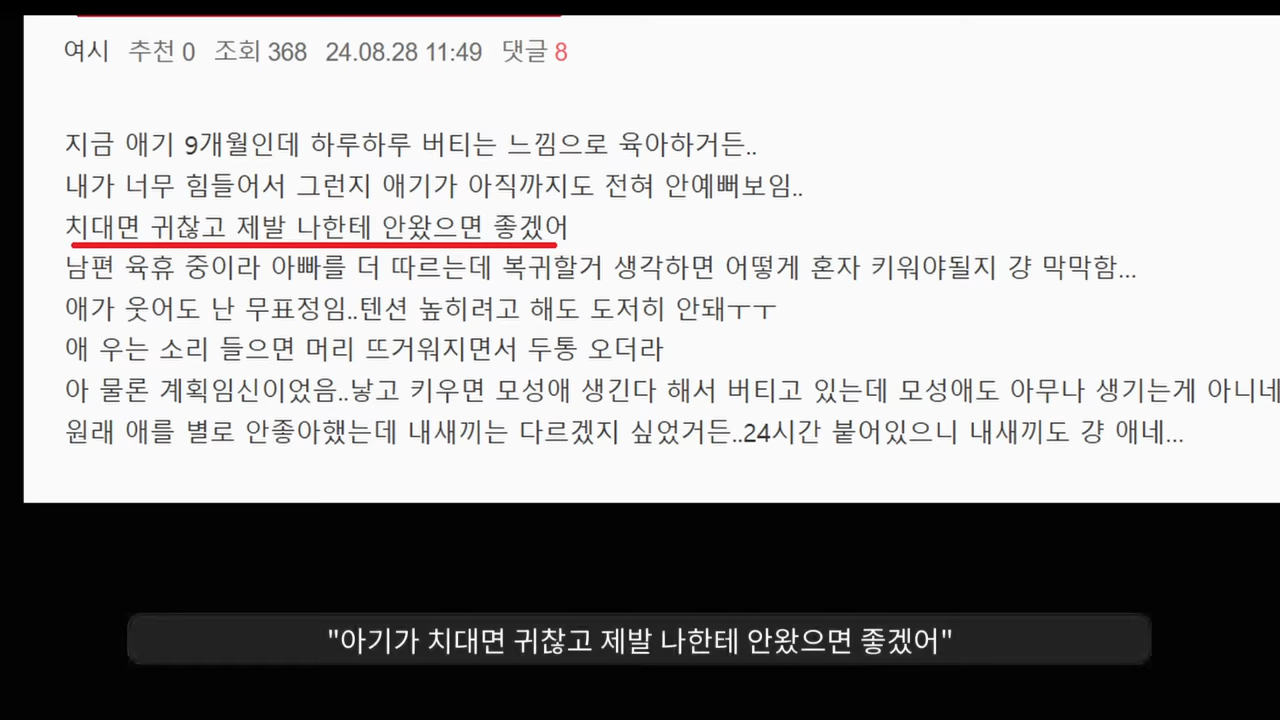 여시 추천 0 조회 368 24.08.28 11:49 댓글 8
지금 애기 9개월인데 하루하루 버티는 느낌으로 육아하거든..
내가 너무 힘들어서 그런지 애기가 아직까지도 전혀 안예뻐보임..
치대면 귀찮고 제발 나한테 안왔으면 좋겠어
남편 육휴 중이라 아빠를 더 따르는데 복귀할거 생각하면 어떻게 혼자 키워야될지 걍 막막함...
애가 웃어도 난 무표정임..텐션 높히려고 해도 도저히 안돼ㅜㅜ
애 우는 소리 들으면 머리 뜨거워지면서 두통 오더라
아 물론 계획임신이었음..낳고 키우면 모성애 생긴다 해서 버티고 있는데 모성애도 아무나 생기는게 아니네
원래 애를 별로 안좋아했는데 내새끼는 다르겠지 싶었거든..24시간 붙어있으니 내새끼도 걍 애네...
"아기가 치대면 귀찮고 제발 나한테 안왔으면 좋겠어"